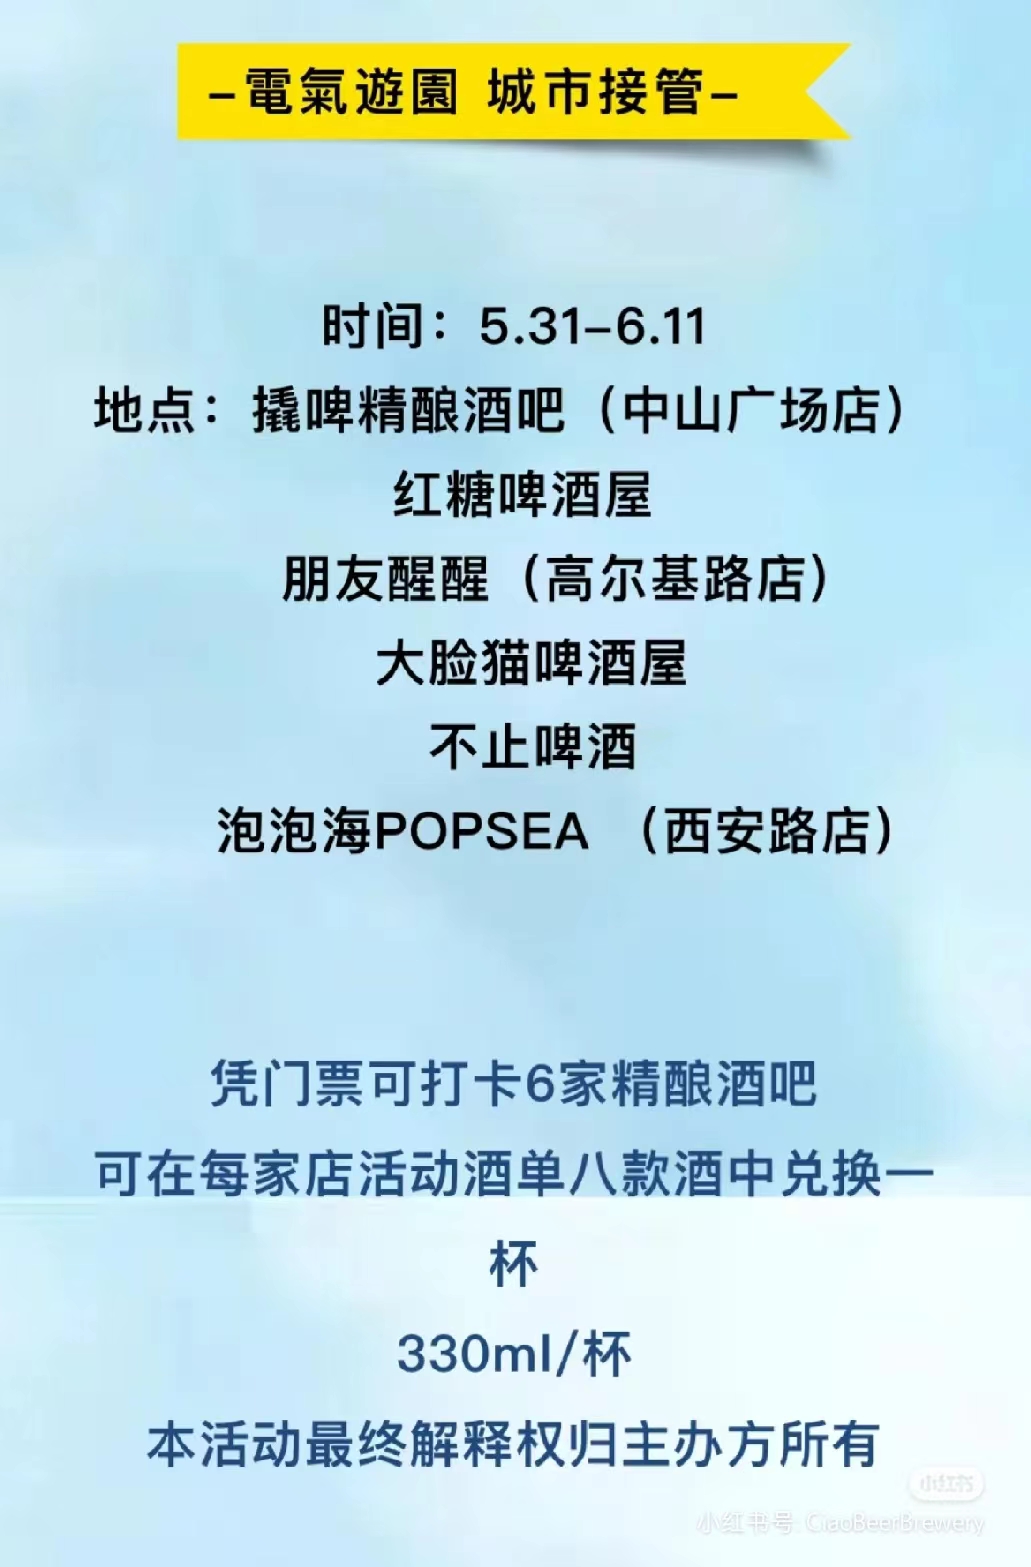 -電氣遊園 城市接管-
时间：5.31-6.11
地点：撬啤精酿酒吧（中山广场店）
红糖啤酒屋
朋友醒醒（高尔基路店）
大脸猫啤酒屋
不止啤酒
泡泡海POPSEA （西安路店）
凭门票可打卡6家精酿酒吧
可在每家店活动酒单八款酒中兑换一
杯
330ml/杯
本活动最终解释权归主办方所有
小红书
小红书号: CiaoBeerBrewery